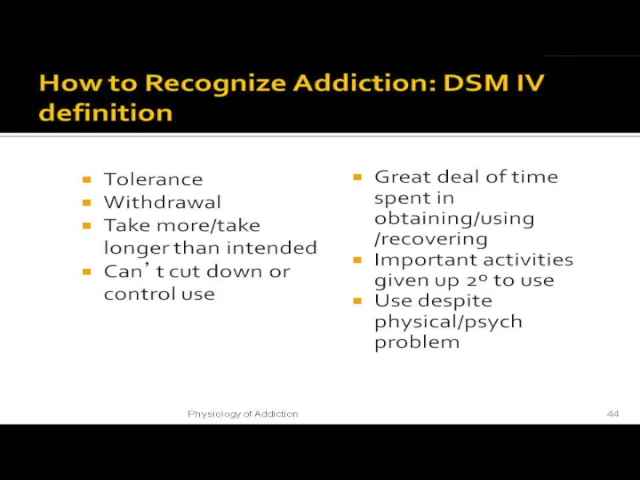 How to Recognize Addiction: DSM IV
definition
Tolerance
Withdrawal
Take more/take
longer than intended
Can't cut down or
control use
Great deal of time
spent in
obtaining/using
/recovering
Important activities
given up 2º to use
Use despite
physical/psych
problem
Physiology of Addiction
44